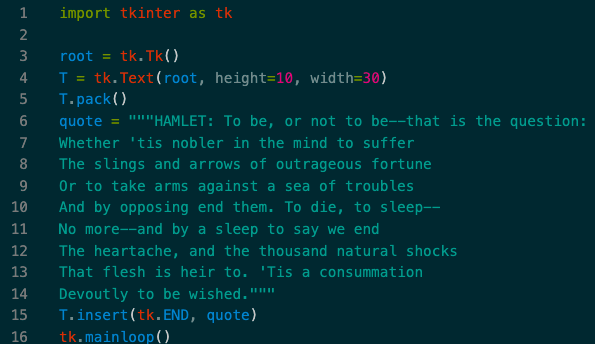 1 import tkinter as tk
2
3 root = tk.Tk()
4 T = tk.Text(root, height=10, width=30)
5 T.pack()
6 quote = """HAMLET: To be, or not to be--that is the question:
7 Whether 'tis nobler in the mind to suffer
8 The slings and arrows of outrageous fortune
9 Or to take arms against a sea of troubles
10 And by opposing end them. To die, to sleep--
11 No more--and by a sleep to say we end
12 The heartache, and the thousand natural shocks
13 That flesh is heir to. 'Tis a consummation
14 Devoutly to be wished."""
15 T.insert(tk.END, quote)
16 tk.mainloop()